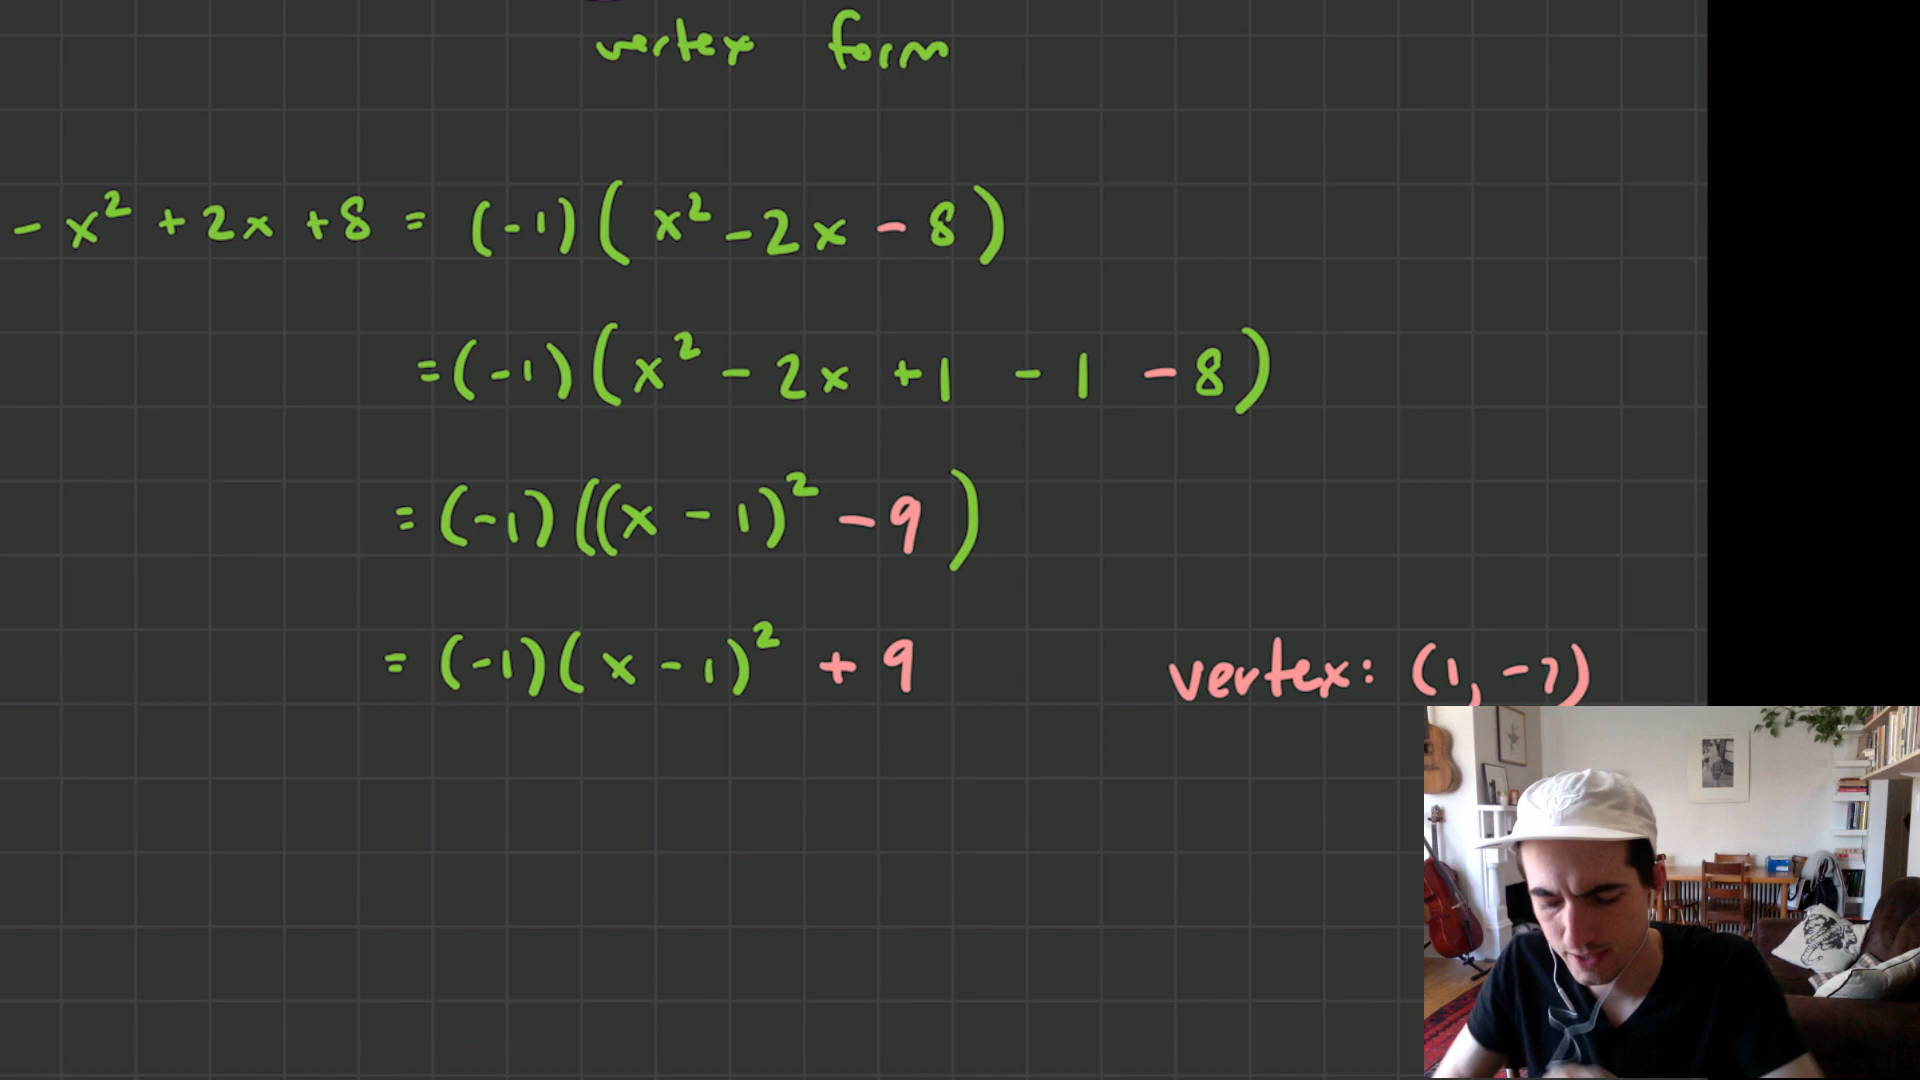 vertex form
- x² + 2x + 8 = (-1)(x² - 2x - 8)
= (-1)(x² - 2x + 1 - 1 - 8)
= (-1)((x - 1)² - 9)
= (-1)(x - 1)² + 9
vertex: (1, -7)